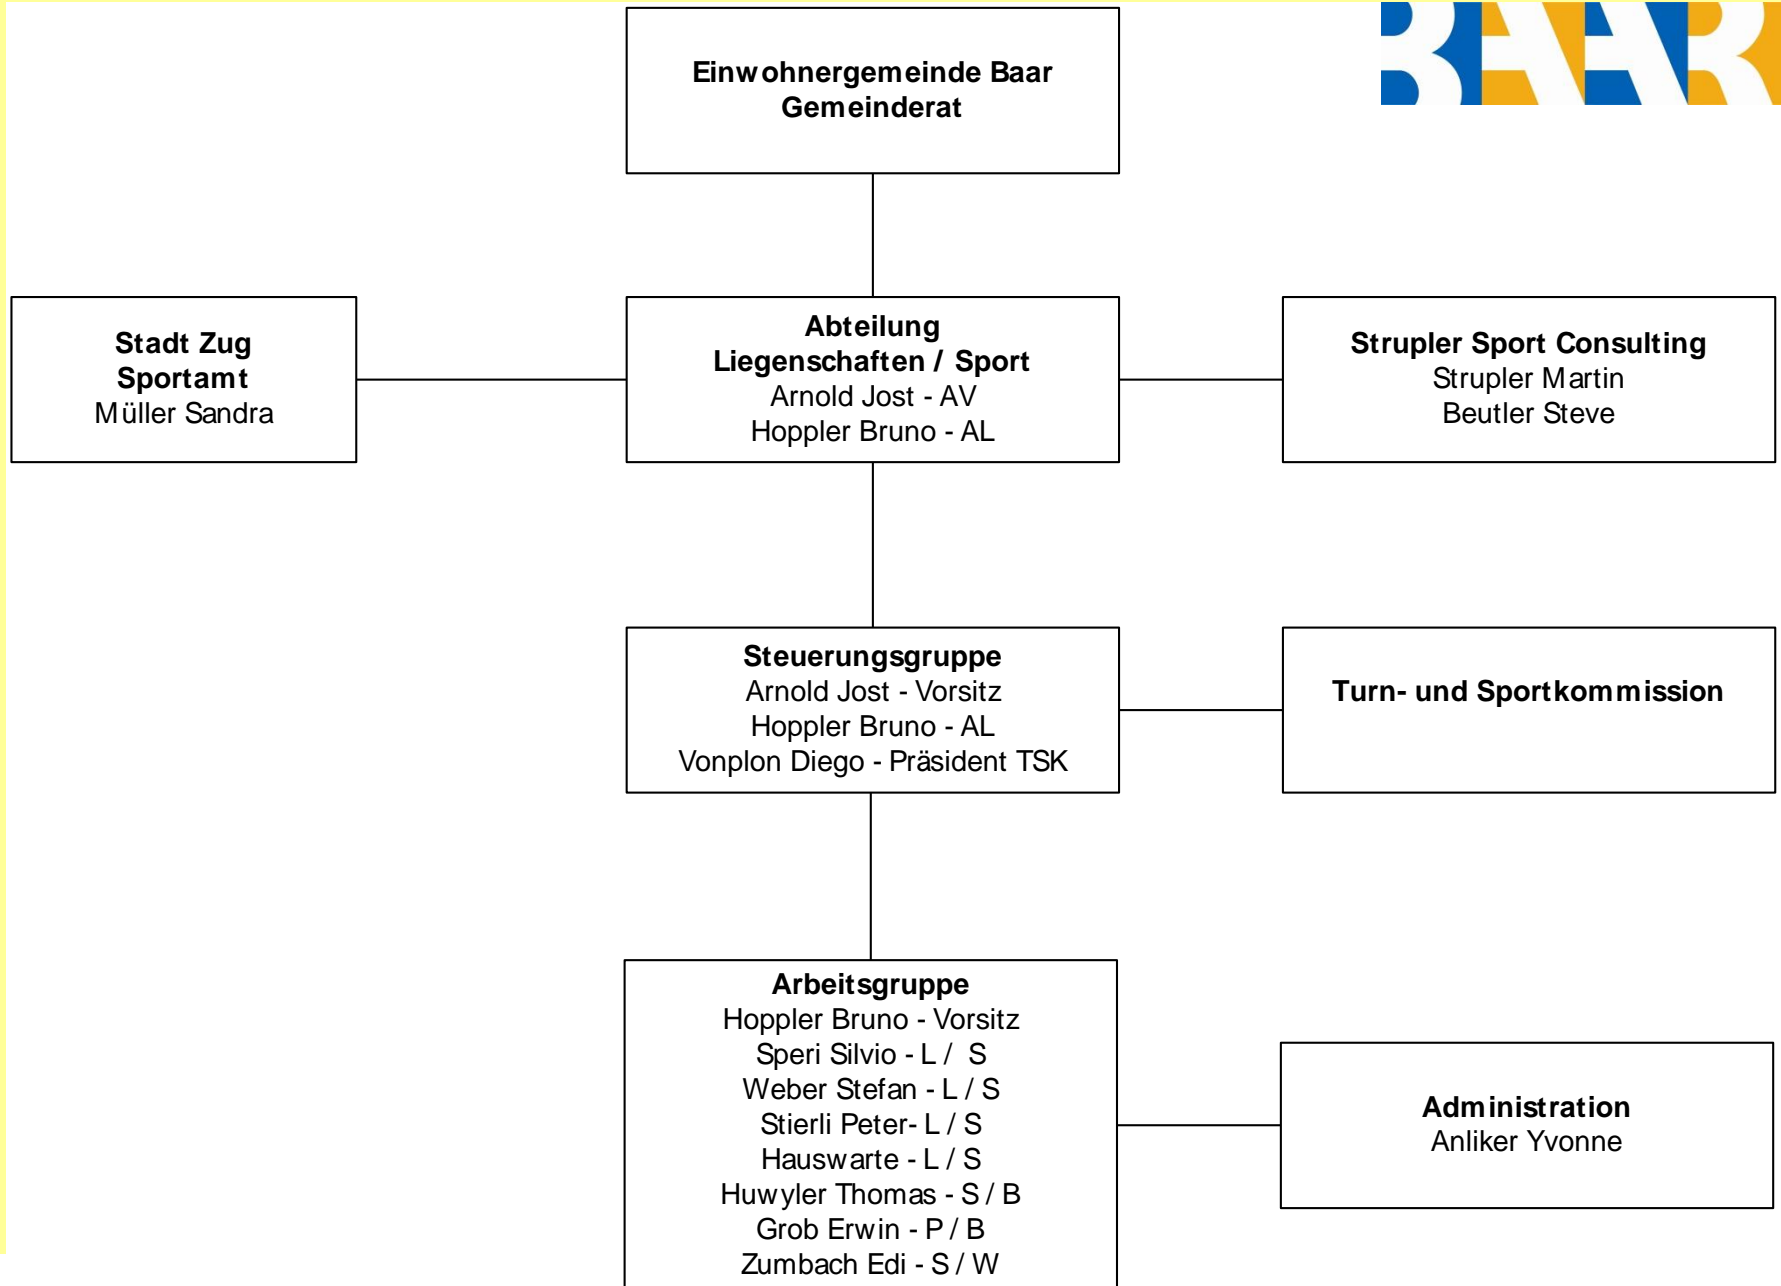 BAAR
Einwohnergemeinde Baar
Gemeinderat
Stadt Zug
Sportamt
Müller Sandra
Abteilung
Liegenschaften / Sport
Arnold Jost - AV
Hoppler Bruno - AL
Strupler Sport Consulting
Strupler Martin
Beutler Steve
Steuerungsgruppe
Arnold Jost - Vorsitz
Hoppler Bruno - AL
Vonplon Diego - Präsident TSK
Turn- und Sportkommission
Arbeitsgruppe
Hoppler Bruno - Vorsitz
Speri Silvio - L / S
Weber Stefan - L / S
Stierli Peter- L / S
Hauswarte - L / S
Huwyler Thomas - S / B
Grob Erwin - P / B
Zumbach Edi - S / W
Administration
Anliker Yvonne